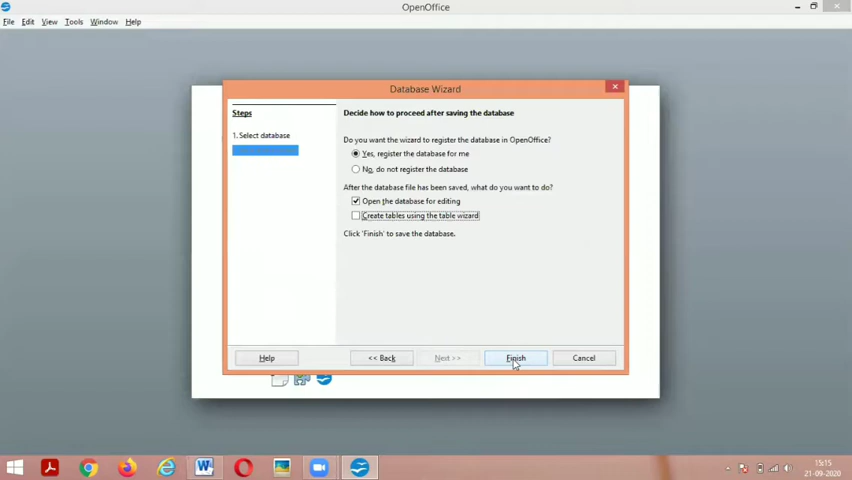 OpenOffice
File Edit View Tools Window Help
Database Wizard
Steps
1. Select database
Decide how to proceed after saving the database
Do you want the wizard to register the database in OpenOffice?
Yes, register the database for me
No, do not register the database
After the database file has been saved, what do you want to do?
Open the database for editing
Create tables using the table wizard
Click 'Finish' to save the database.
Help << Back Next >> Finish Cancel
15:15
21-09-2020